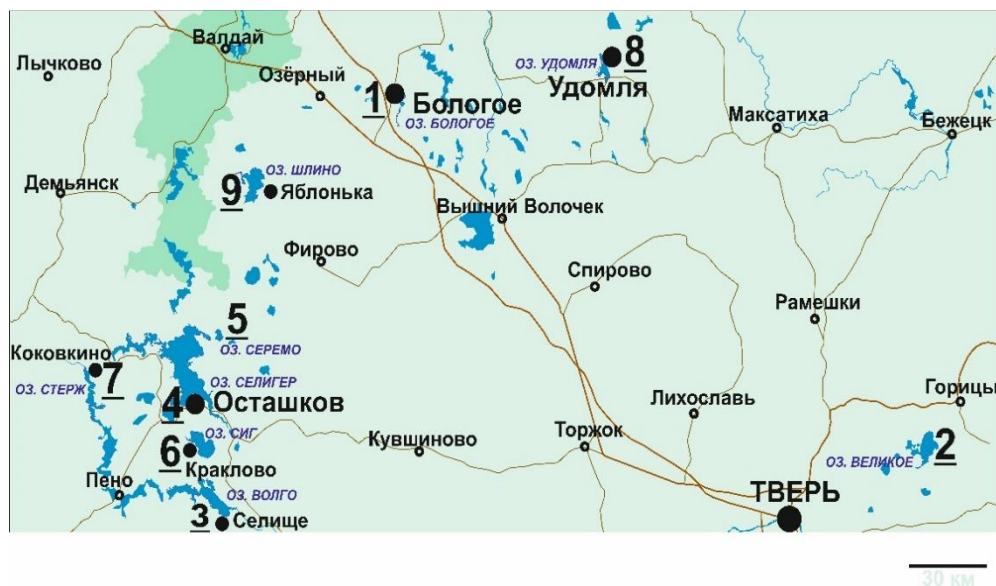 Валдай
Лычково
Озёрный
1
Бологое
ОЗ. БОЛОГОЕ
ОЗ. УДОМЛЯ
8
Удомля
Максатиха
Бежецк
Демьянск
ОЗ. ШЛИНО
9
Яблонька
Вышний Волочек
Фирово
Спирово
Рамешки
5
ОЗ. СЕРЕМО
Коковкино
ОЗ. СТЕРЖ
7
ОЗ. СЕЛИГЕР
4
Осташков
Лихославь
Горицы
ОЗ. СИГ
6
Краклово
Кувшиново
Торжок
ОЗ. ВЕЛИКОЕ
2
Пено
ОЗ. ВОЛГО
3
Селище
ТВЕРЬ
30 км